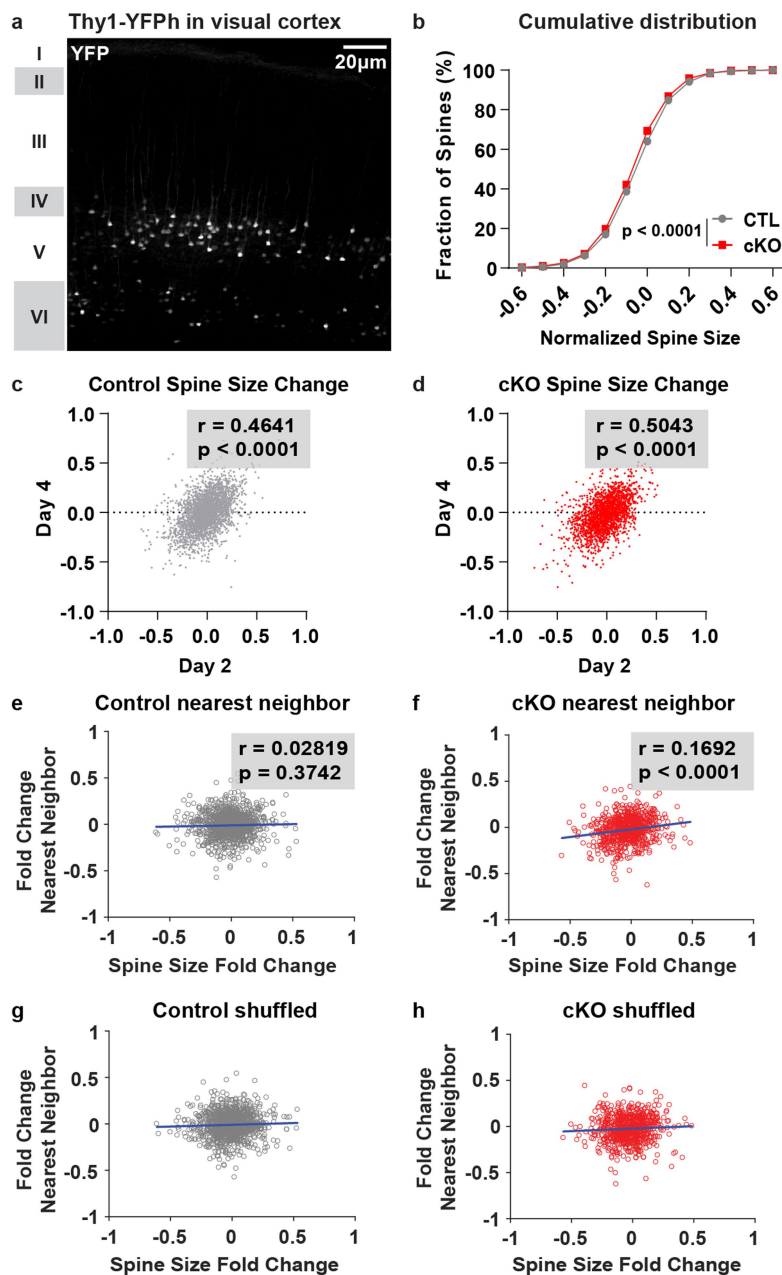 a Thy1-YFPh in visual cortex
I
II
III
IV
V
VI
YFP
20µm
b Cumulative distribution
Fraction of Spines (%)
100
80
60
40
20
0
p < 0.0001
CTL
cKO
-0.6
-0.4
-0.2
0.0
0.2
0.4
0.6
Normalized Spine Size
c Control Spine Size Change
r = 0.4641
p < 0.0001
Day 4
1.0
0.5
0.0
-0.5
-1.0
-1.0 -0.5 0.0 0.5 1.0
Day 2
d cKO Spine Size Change
r = 0.5043
p < 0.0001
Day 4
1.0
0.5
0.0
-0.5
-1.0
-1.0 -0.5 0.0 0.5 1.0
Day 2
e Control nearest neighbor
r = 0.02819
p = 0.3742
Fold Change
Nearest Neighbor
1
0.5
0
-0.5
-1
-1 -0.5 0 0.5 1
Spine Size Fold Change
f cKO nearest neighbor
r = 0.1692
p < 0.0001
Fold Change
Nearest Neighbor
1
0.5
0
-0.5
-1
-1 -0.5 0 0.5 1
Spine Size Fold Change
g Control shuffled
Fold Change
Nearest Neighbor
1
0.5
0
-0.5
-1
-1 -0.5 0 0.5 1
Spine Size Fold Change
h cKO shuffled
Fold Change
Nearest Neighbor
1
0.5
0
-0.5
-1
-1 -0.5 0 0.5 1
Spine Size Fold Change